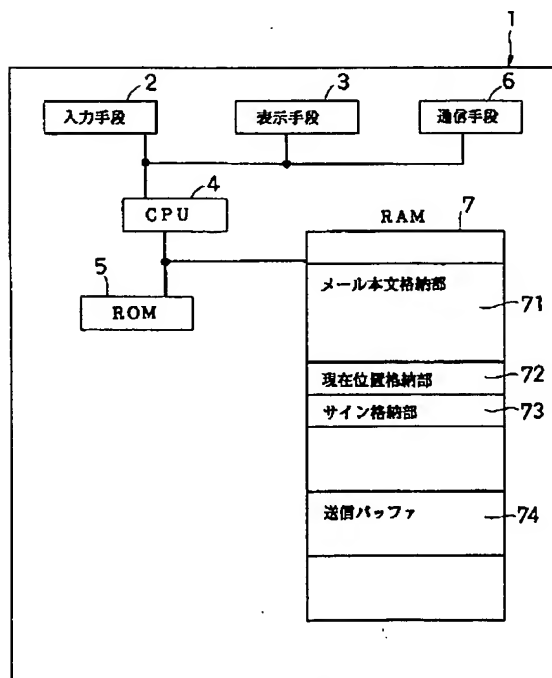 1
2 3 6
入力手段 表示手段 通信手段
4
CPU
7
RAM
5
ROM
メール本文格納部
71
現在位置格納部
72
サイン格納部
73
送信バッファ
74